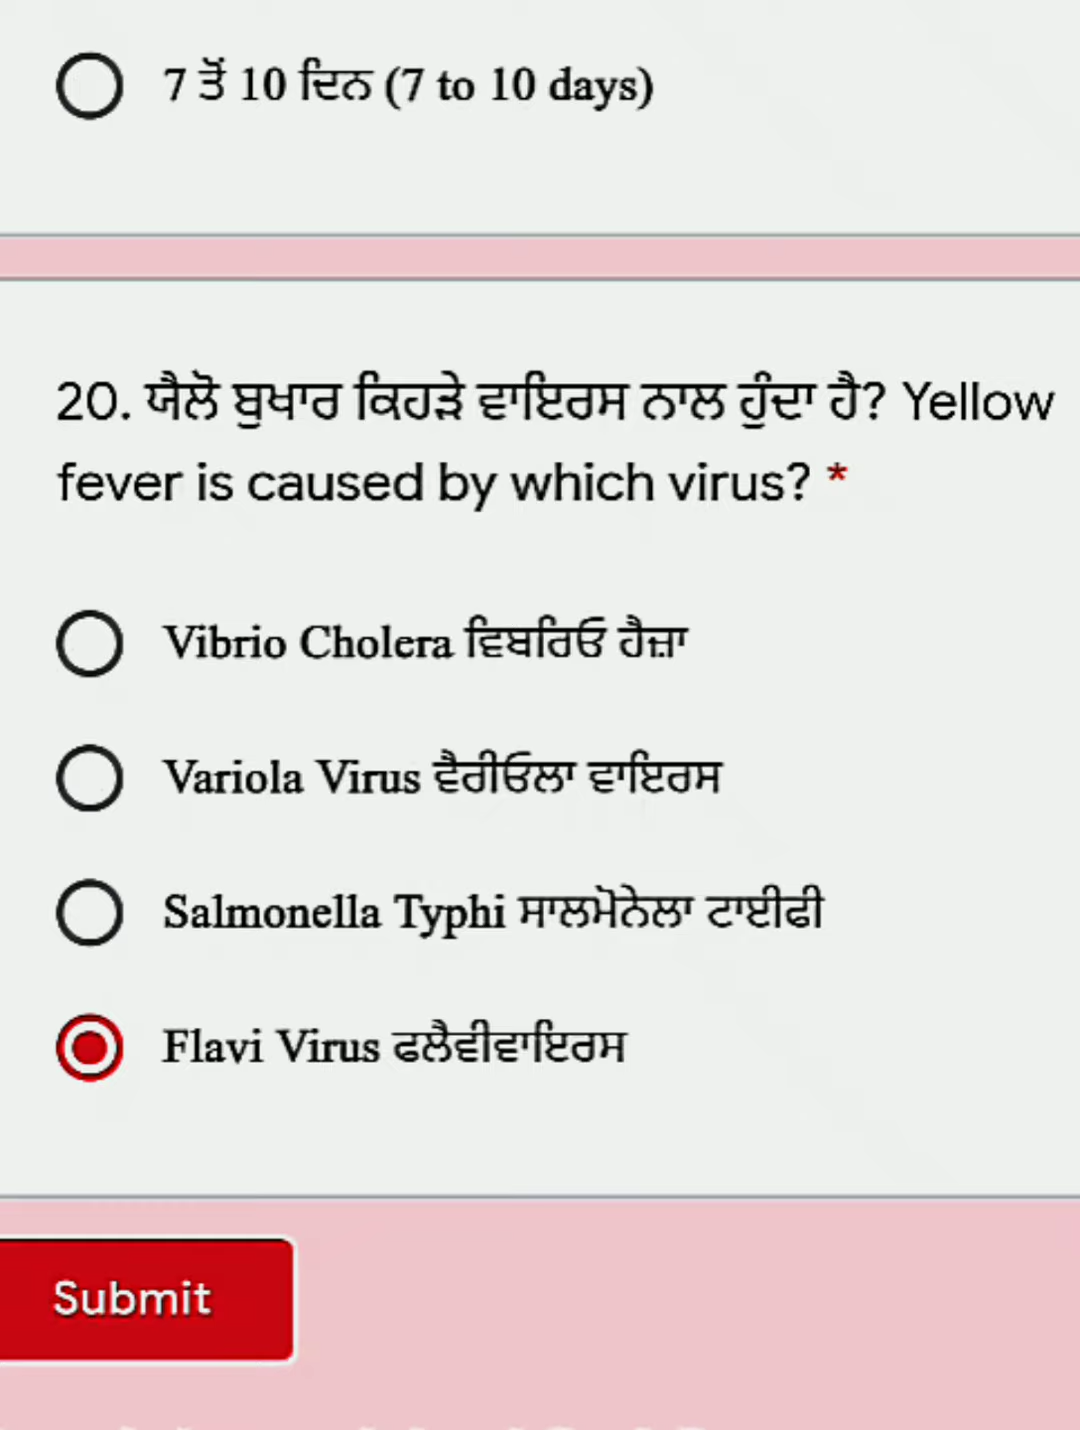 7 ਤੋਂ 10 ਦਿਨ (7 to 10 days)
20. ਯੈਲੋ ਬੁਖਾਰ ਕਿਹੜੇ ਵਾਇਰਸ ਨਾਲ ਹੁੰਦਾ ਹੈ? Yellow
fever is caused by which virus? *
Vibrio Cholera ਵਿਬਰਿਓ ਹੈਜ਼ਾ
Variola Virus ਵੈਰੀਓਲਾ ਵਾਇਰਸ
Salmonella Typhi ਸਾਲਮੋਨੇਲਾ ਟਾਈਫੀ
Flavi Virus ਫਲੈਵੀਵਾਇਰਸ
Submit